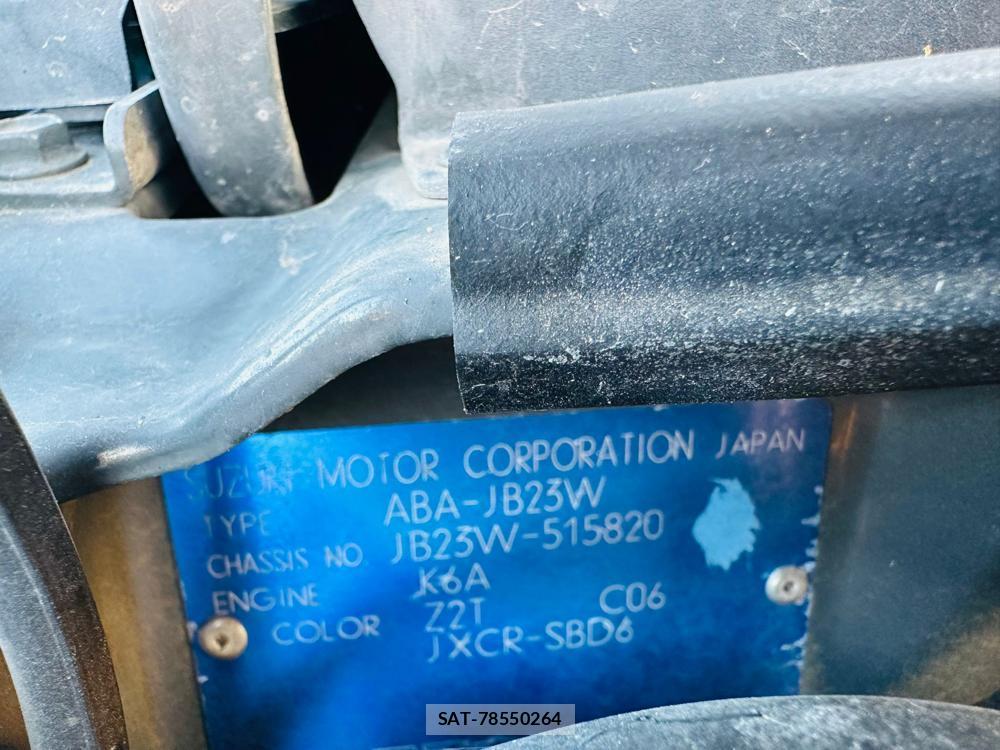 SUZUKI MOTOR CORPORATION JAPAN
TYPE ABA-JB23W
CHASSIS NO. JB23W-515820
ENGINE K6A
COLOR Z2T C06
JXCR-SBD6
SAT-78550264